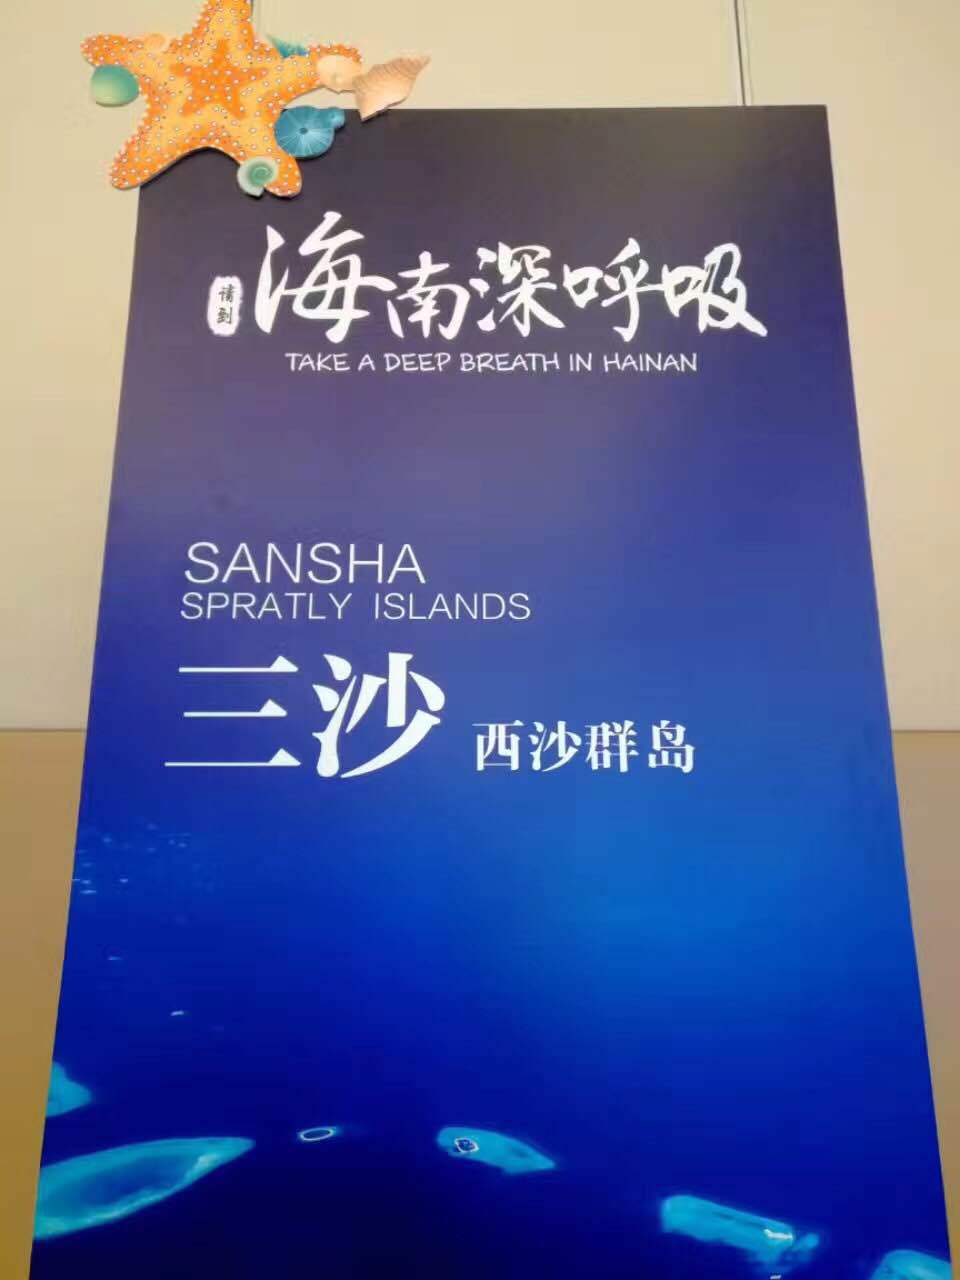 请到
海南深呼吸
TAKE A DEEP BREATH IN HAINAN
SANSHA
SPRATLY ISLANDS
三沙 西沙群岛